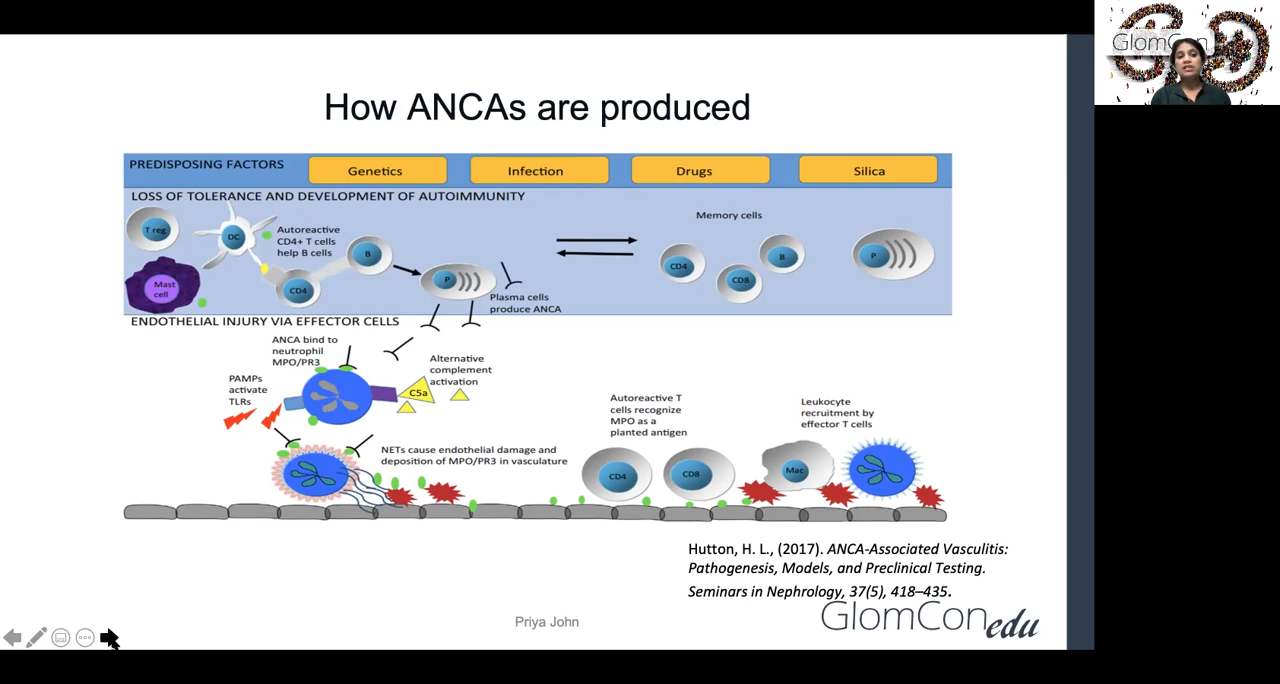 GlomCon
How ANCAs are produced
PREDISPOSING FACTORS
Genetics
Infection
Drugs
Silica
LOSS OF TOLERANCE AND DEVELOPMENT OF AUTOIMMUNITY
T reg
DC
Autoreactive
CD4+ T cells
help B cells
B
Mast
cell
CD4
P
Plasma cells
produce ANCA
Memory cells
CD4
CD8
B
P
ENDOTHELIAL INJURY VIA EFFECTOR CELLS
ANCA bind to
neutrophil
MPO/PR3
PAMPs
activate
TLRs
Alternative
complement
activation
C5a
NETs cause endothelial damage and
deposition of MPO/PR3 in vasculature
Autoreactive T
cells recognize
MPO as a
planted antigen
CD4
CD8
Leukocyte
recruitment by
effector T cells
Mac
Hutton, H. L., (2017). ANCA-Associated Vasculitis:
Pathogenesis, Models, and Preclinical Testing.
Seminars in Nephrology, 37(5), 418–435.
Priya John
GlomCon edu